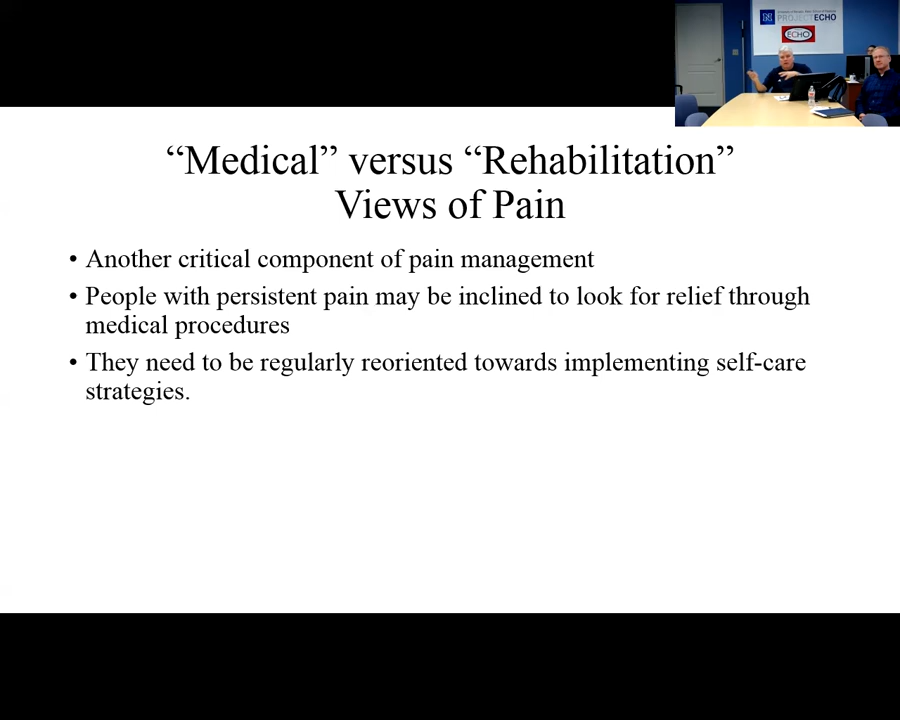 PROJECT ECHO
ECHO
“Medical” versus “Rehabilitation”
Views of Pain
• Another critical component of pain management
• People with persistent pain may be inclined to look for relief through
medical procedures
• They need to be regularly reoriented towards implementing self-care
strategies.